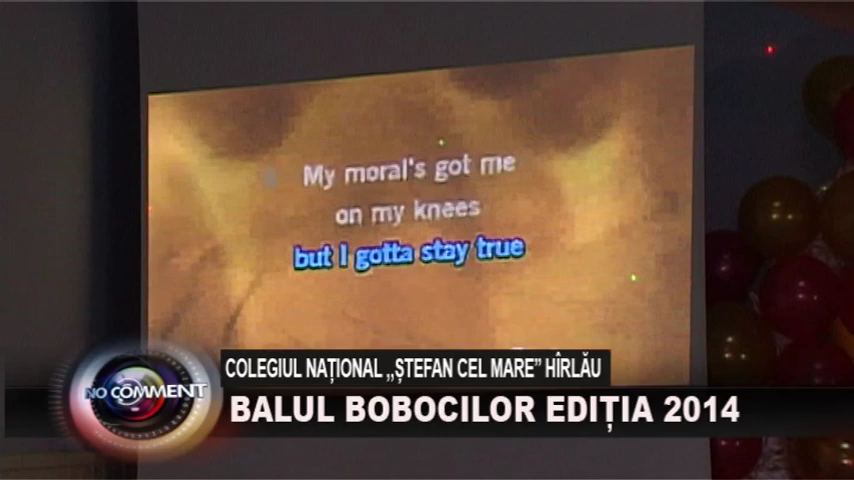 My moral's got me
on my knees
but I gotta stay true
COLEGIUL NAȚIONAL „ȘTEFAN CEL MARE” HÎRLĂU
NO COMMENT
BALUL BOBOCILOR EDIȚIA 2014